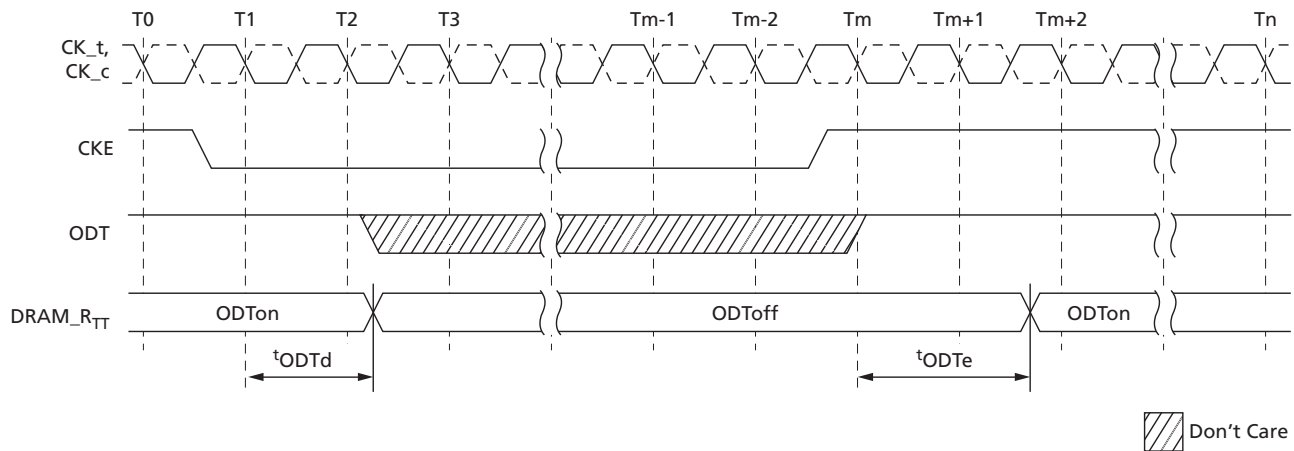 T0 T1 T2 T3 Tm-1 Tm-2 Tm Tm+1 Tm+2 Tn
CK_t,
CK_c
CKE
ODT
DRAM_RTT ODTon ODToff ODTon
tODTd tODTe
Don't Care